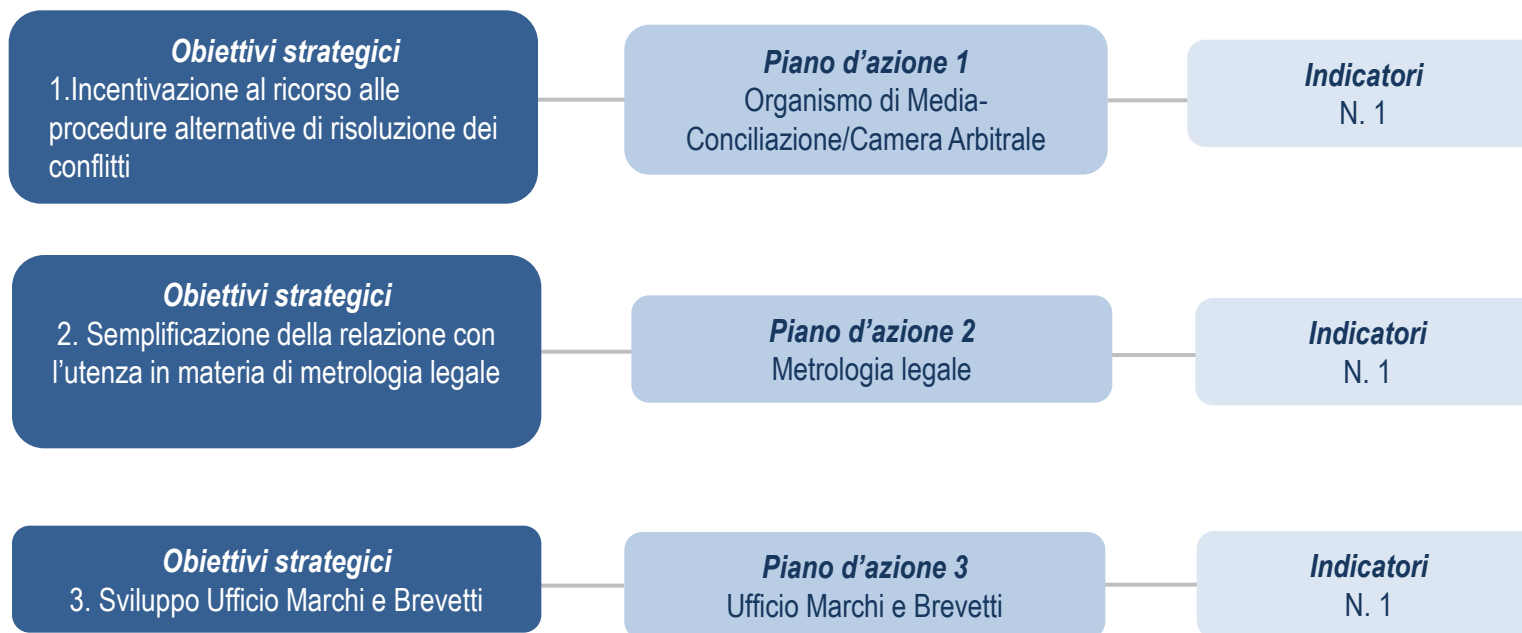 Obiettivi strategici
1.Incentivazione al ricorso alle
procedure alternative di risoluzione dei
conflitti
Piano d’azione 1
Organismo di Media-
Conciliazione/Camera Arbitrale
Indicatori
N. 1
Obiettivi strategici
2. Semplificazione della relazione con
l’utenza in materia di metrologia legale
Piano d’azione 2
Metrologia legale
Indicatori
N. 1
Obiettivi strategici
3. Sviluppo Ufficio Marchi e Brevetti
Piano d’azione 3
Ufficio Marchi e Brevetti
Indicatori
N. 1